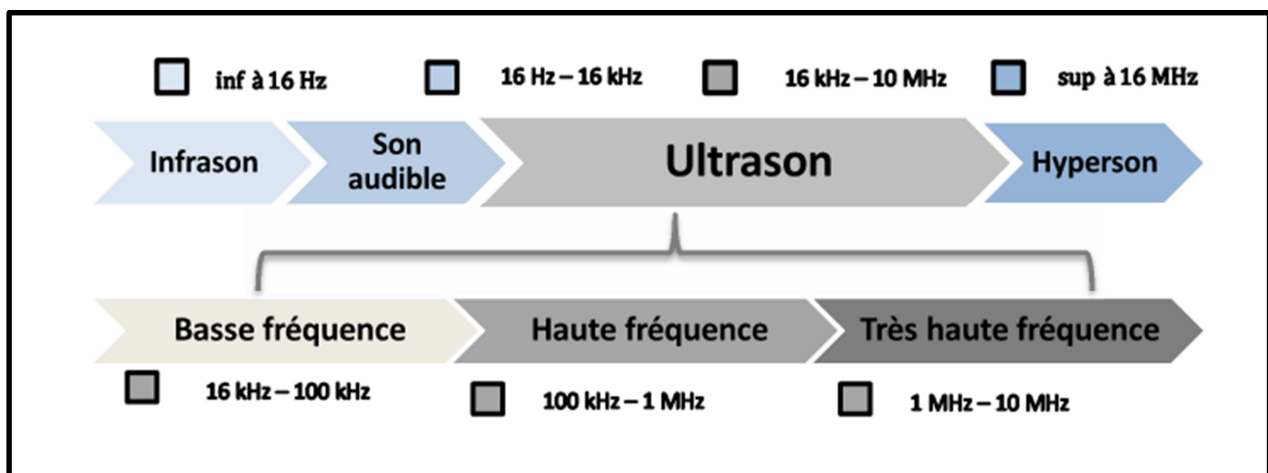 inf à 16 Hz
16 Hz – 16 kHz
16 kHz – 10 MHz
sup à 16 MHz
Infrason
Son
audible
Ultrason
Hyperson
Basse fréquence
Haute fréquence
Très haute fréquence
16 kHz – 100 kHz
100 kHz – 1 MHz
1 MHz – 10 MHz